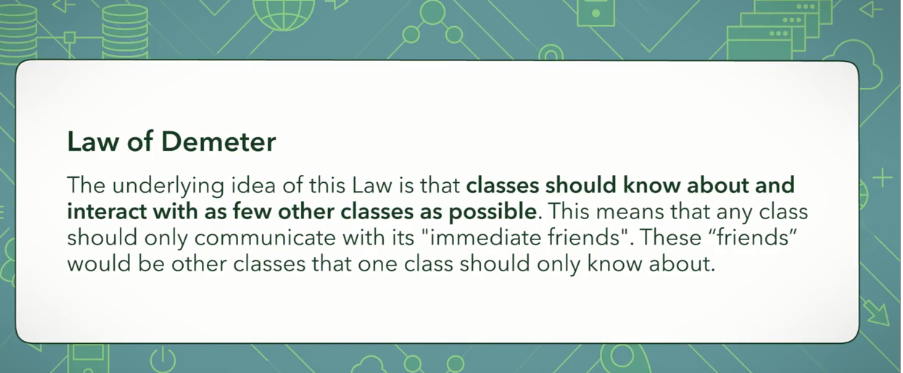 Law of Demeter
The underlying idea of this Law is that classes should know about and
interact with as few other classes as possible. This means that any class
should only communicate with its "immediate friends". These “friends”
would be other classes that one class should only know about.